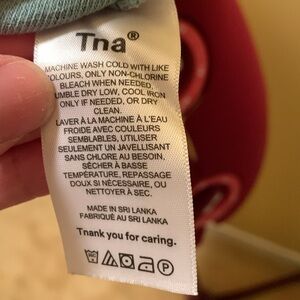 Tna®
MACHINE WASH COLD WITH LIKE
COLOURS, ONLY NON-CHLORINE
BLEACH WHEN NEEDED,
TUMBLE DRY LOW, COOL IRON
ONLY IF NEEDED, OR DRY
CLEAN.
LAVER À LA MACHINE À L'EAU
FROIDE AVEC COULEURS
SEMBLABLES, UTILISER
SEULEMENT UN JAVELLISANT
SANS CHLORE AU BESOIN,
SÉCHER À BASSE
TEMPÉRATURE, REPASSAGE
DOUX SI NÉCESSAIRE, OU
NETTOYER À SEC.
MADE IN SRI LANKA
FABRIQUÉ AU SRI LANKA
Thank you for caring.